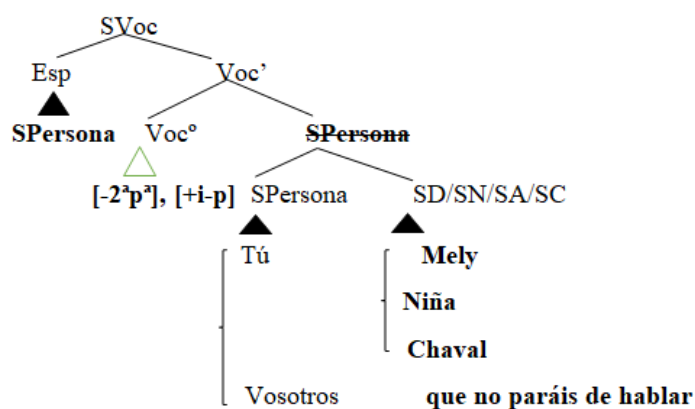 SVoc
Esp Voc’
SPersona Vocº SPersona
[-2ªpª], [+i-p] SPersona SD/SN/SA/SC
Tú Mely
Niña
Chaval
Vosotros que no paráis de hablar